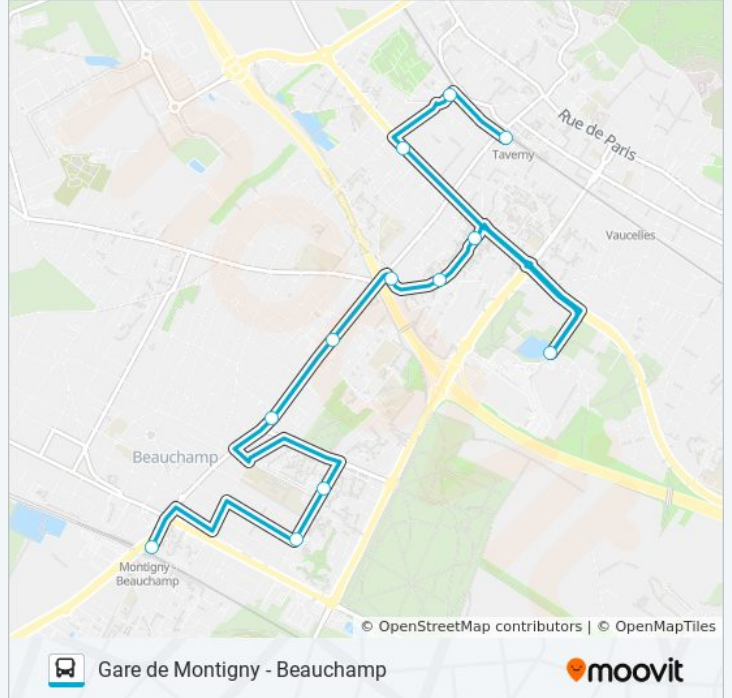 Rue de Paris
Taverny
Vaucelles
Beauchamp
Montigny -
Beauchamp
© OpenStreetMap contributors | © OpenMapTiles
Gare de Montigny - Beauchamp
moovit